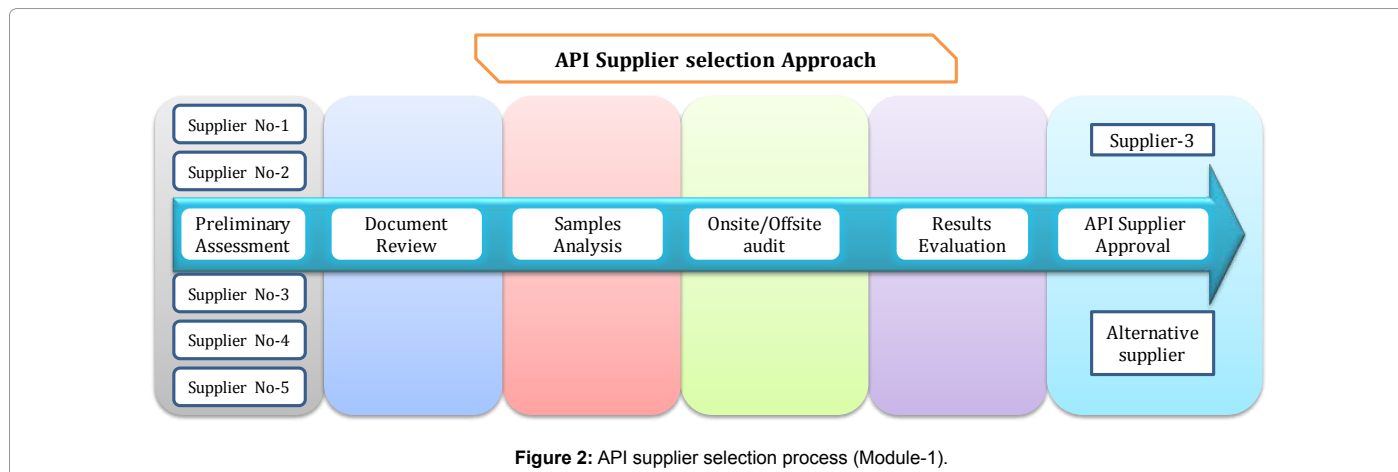 API Supplier selection Approach
Supplier No-1
Supplier No-2
Preliminary
Assessment
Document
Review
Samples
Analysis
Onsite/Offsite
audit
Results
Evaluation
API Supplier
Approval
Supplier No-3
Supplier No-4
Supplier No-5
Supplier-3
Alternative
supplier
Figure 2: API supplier selection process (Module-1).